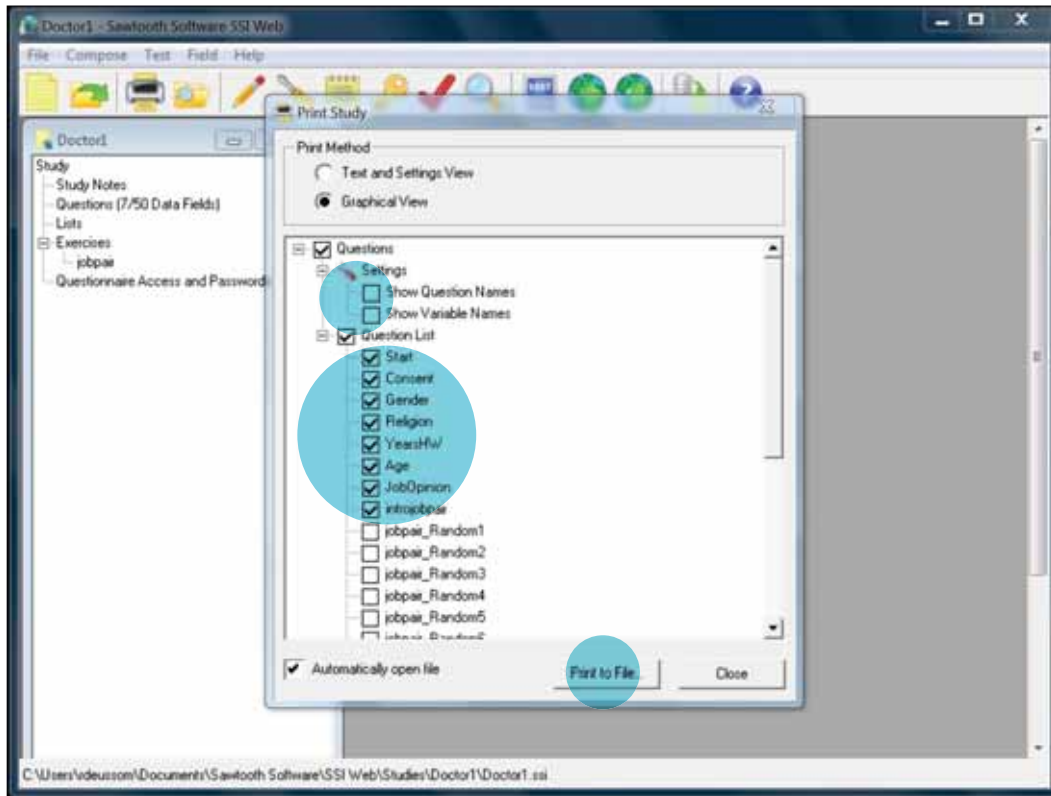 Doctor1 - Sawtooth Software SSI Web
File Compose Test Field Help
Print Study
Doctor1
Study
Study Notes
Questions (7/50 Data Fields)
Lists
Exercises
jobpair
Questionnaire Access and Password
Print Method
Text and Settings View
Graphical View
Questions
Settings
Show Question Names
Show Variable Names
Question List
Start
Consent
Gender
Religion
YearsHW
Age
JobOpinion
introjobpair
jobpair_Random1
jobpair_Random2
jobpair_Random3
jobpair_Random4
jobpair_Random5
Automatically open file
Print to File...
Close
C:\Users\vdeussom\Documents\Sawtooth Software\SSI Web\Studies\Doctor1\Doctor1.ssi